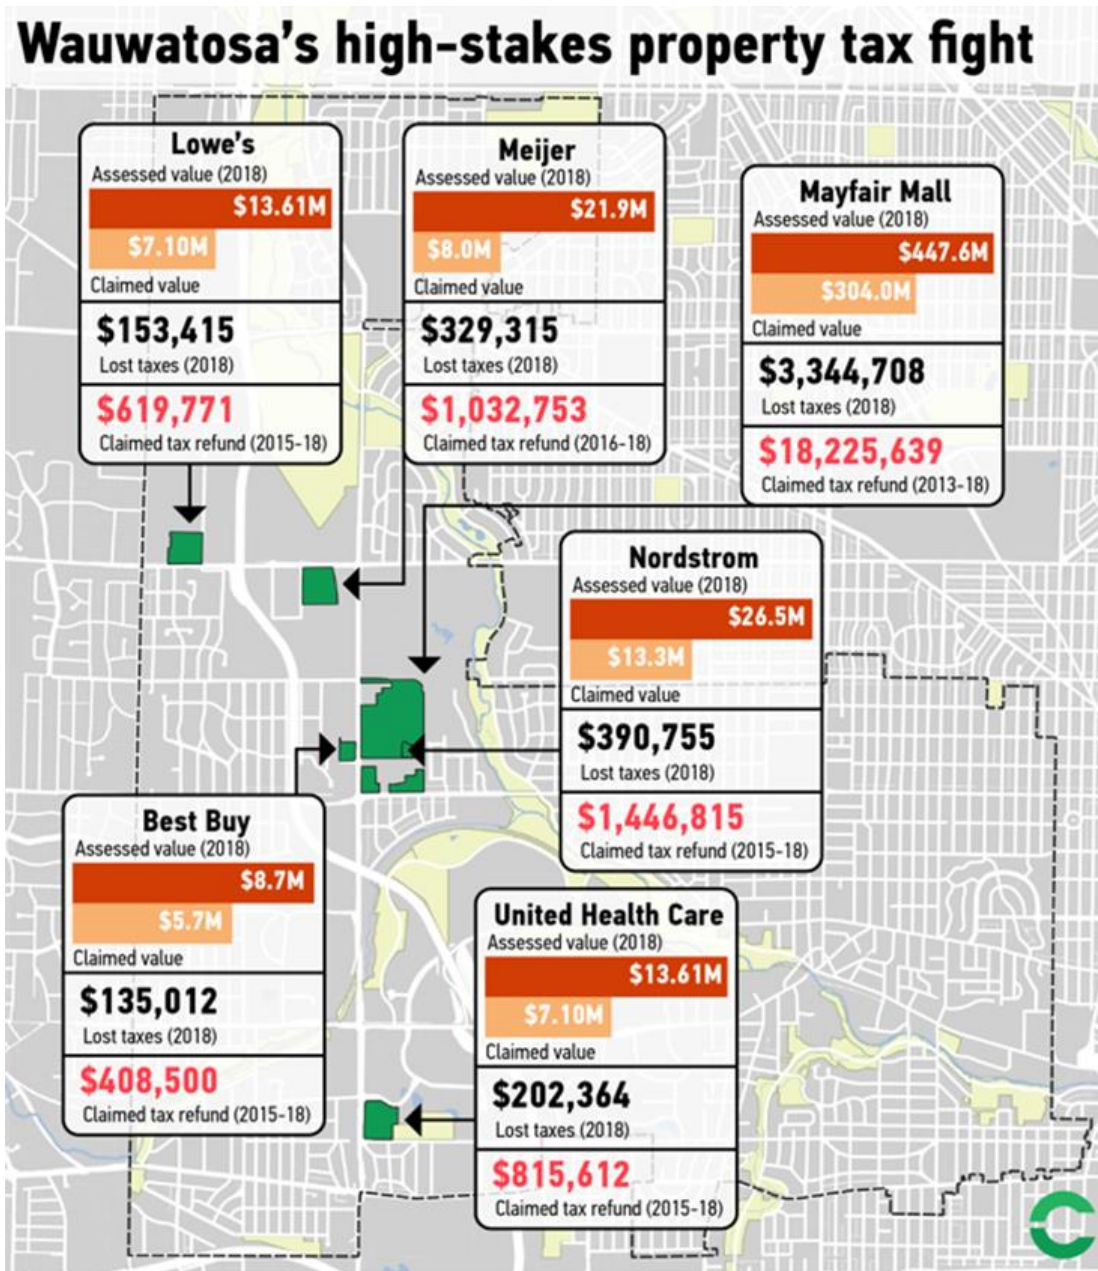 Wauwatosa's high-stakes property tax fight
Lowe's
Assessed value (2018)
$13.61M
$7.10M
Claimed value
$153,415
Lost taxes (2018)
$619,771
Claimed tax refund (2015-18)
Meijer
Assessed value (2018)
$21.9M
$8.0M
Claimed value
$329,315
Lost taxes (2018)
$1,032,753
Claimed tax refund (2016-18)
Mayfair Mall
Assessed value (2018)
$447.6M
$304.0M
Claimed value
$3,344,708
Lost taxes (2018)
$18,225,639
Claimed tax refund (2013-18)
Nordstrom
Assessed value (2018)
$26.5M
$13.3M
Claimed value
$390,755
Lost taxes (2018)
$1,446,815
Claimed tax refund (2015-18)
Best Buy
Assessed value (2018)
$8.7M
$5.7M
Claimed value
$135,012
Lost taxes (2018)
$408,500
Claimed tax refund (2015-18)
United Health Care
Assessed value (2018)
$13.61M
$7.10M
Claimed value
$202,364
Lost taxes (2018)
$815,612
Claimed tax refund (2015-18)